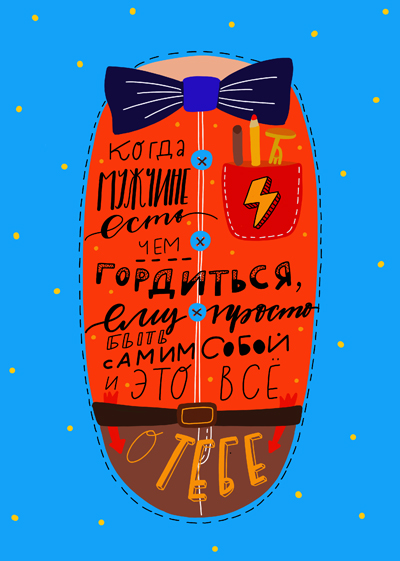 Когда
МУЖЧИНЕ
есть
ЧЕМ
ГОРДИТЬСЯ,
ему просто
БЫТЬ
САМИМ СОБОЙ
И ЭТО ВСЁ
О ТЕБЕ